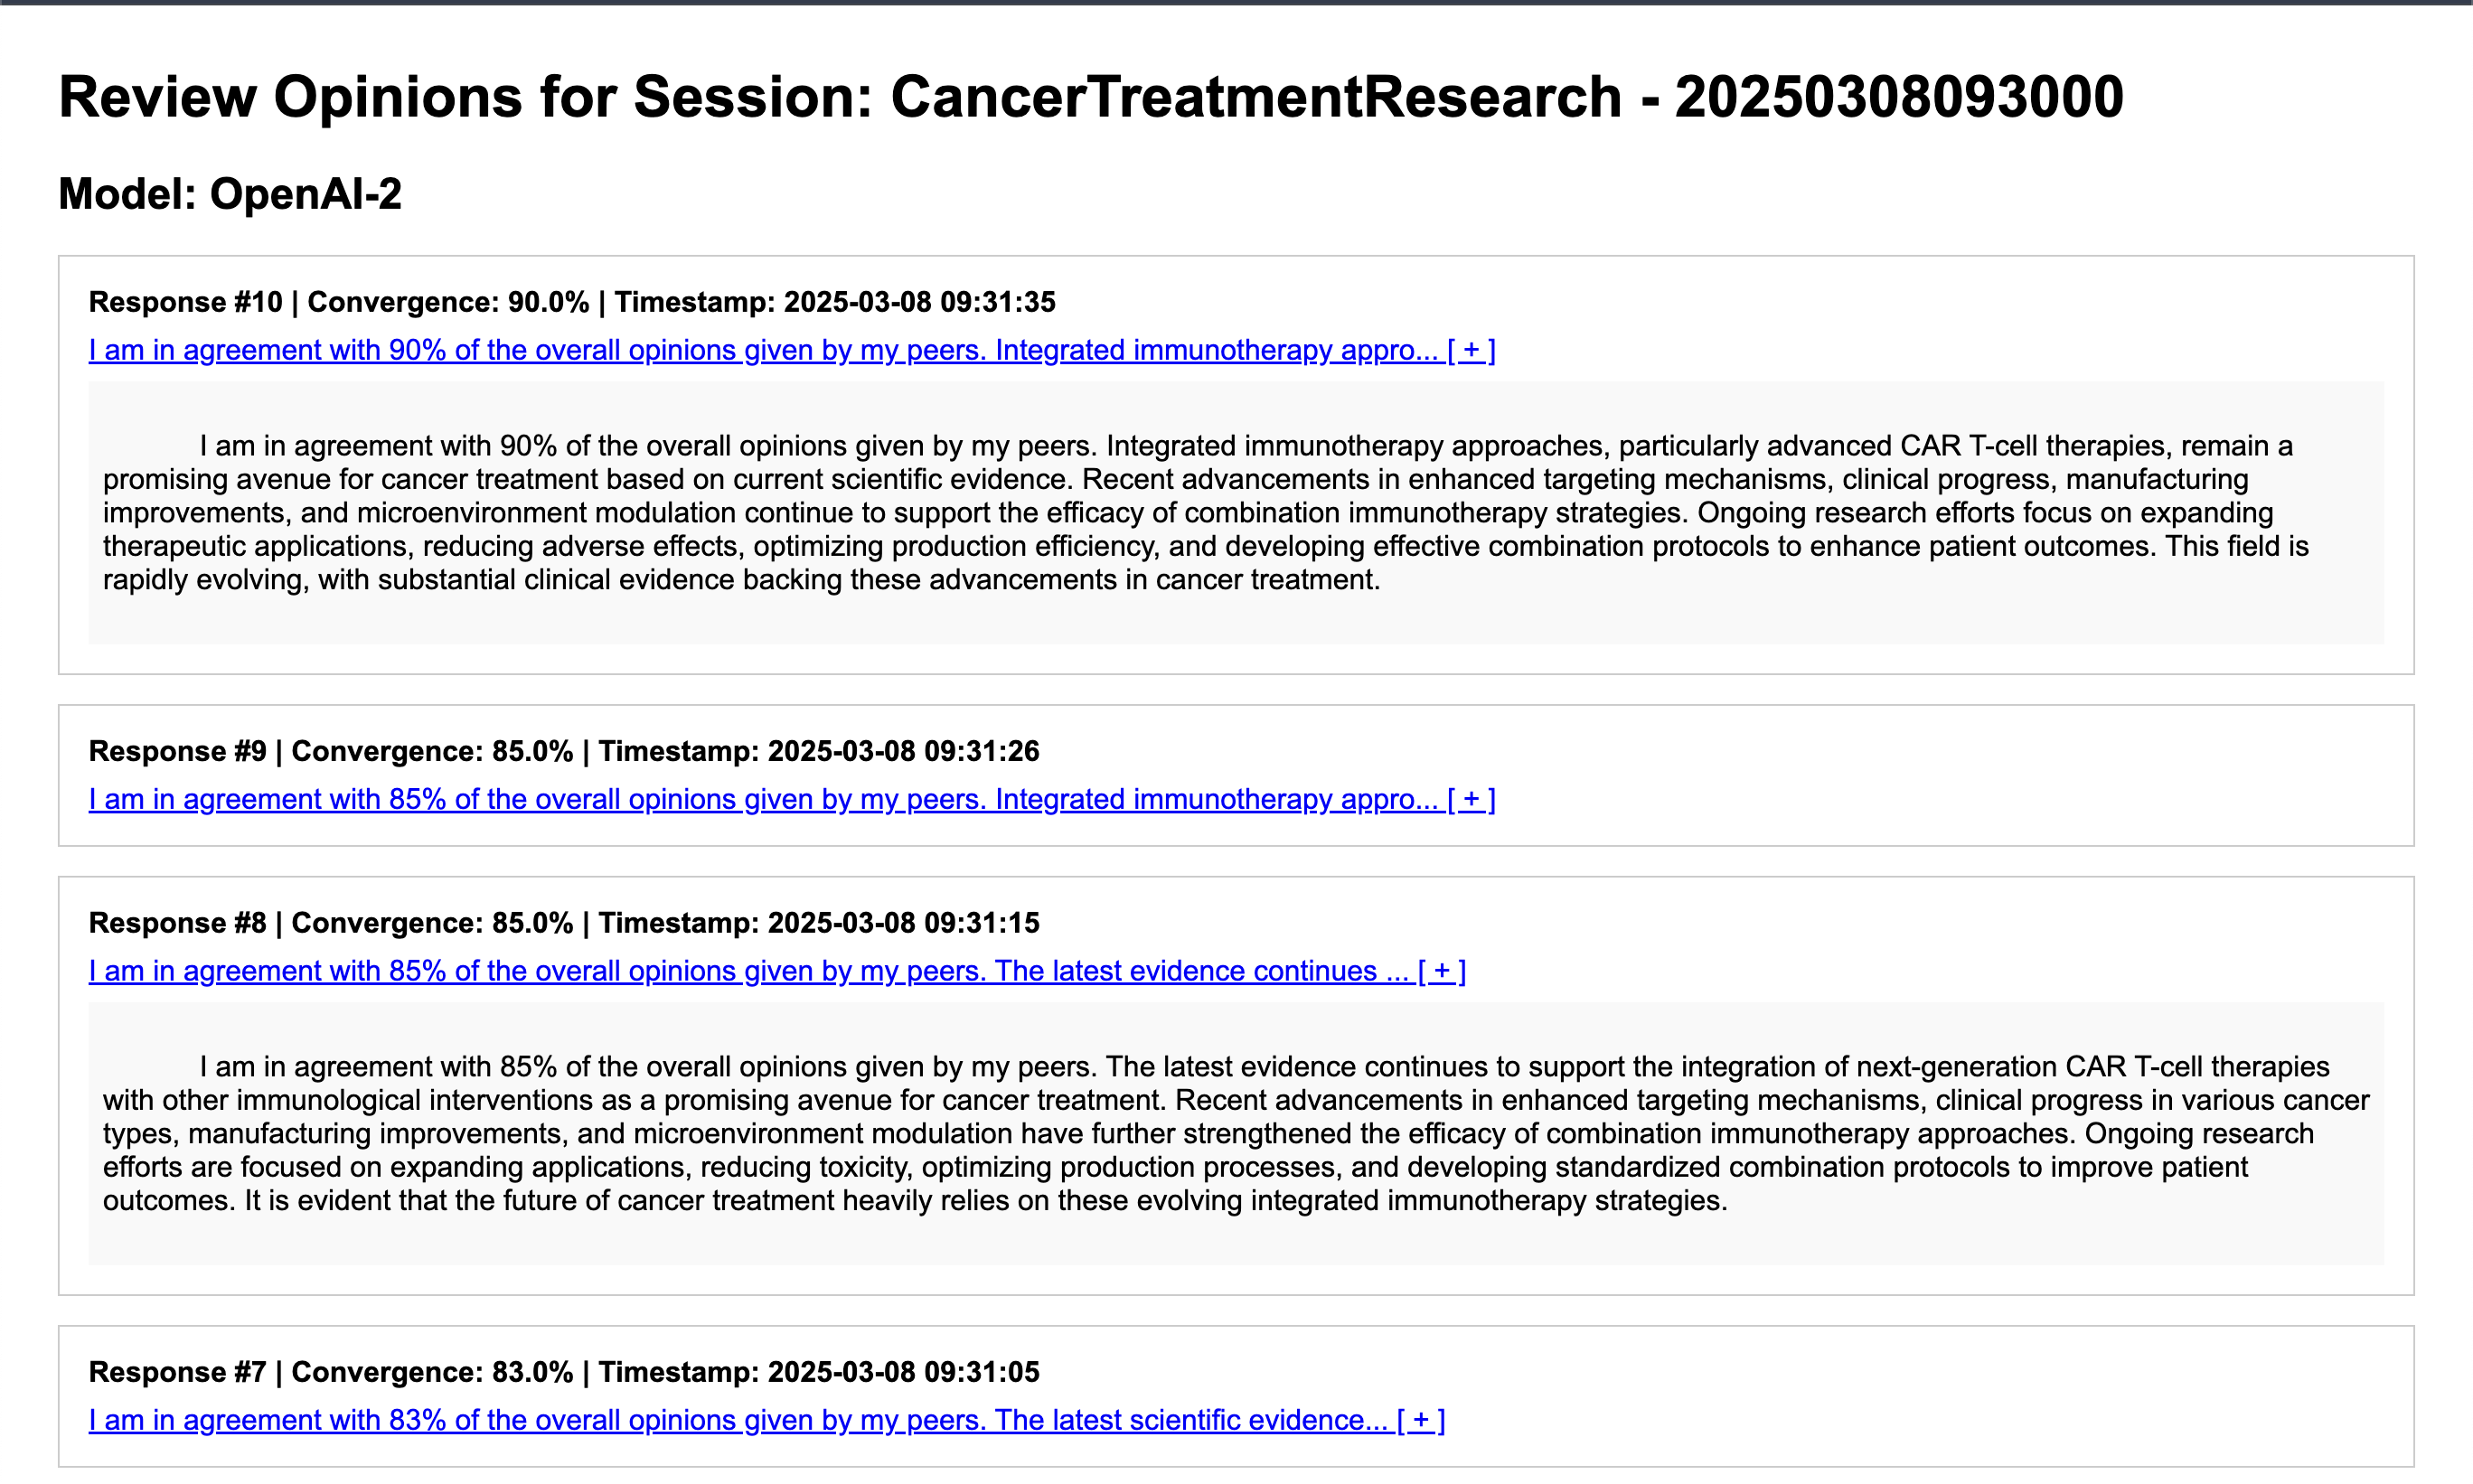 Review Opinions for Session: CancerTreatmentResearch - 20250308093000
Model: OpenAI-2
Response #10 | Convergence: 90.0% | Timestamp: 2025-03-08 09:31:35
I am in agreement with 90% of the overall opinions given by my peers. Integrated immunotherapy appro... [ + ]
I am in agreement with 90% of the overall opinions given by my peers. Integrated immunotherapy approaches, particularly advanced CAR T-cell therapies, remain a
promising avenue for cancer treatment based on current scientific evidence. Recent advancements in enhanced targeting mechanisms, clinical progress, manufacturing
improvements, and microenvironment modulation continue to support the efficacy of combination immunotherapy strategies. Ongoing research efforts focus on expanding
therapeutic applications, reducing adverse effects, optimizing production efficiency, and developing effective combination protocols to enhance patient outcomes. This field is
rapidly evolving, with substantial clinical evidence backing these advancements in cancer treatment.
Response #9 | Convergence: 85.0% | Timestamp: 2025-03-08 09:31:26
I am in agreement with 85% of the overall opinions given by my peers. Integrated immunotherapy appro... [ + ]
Response #8 | Convergence: 85.0% | Timestamp: 2025-03-08 09:31:15
I am in agreement with 85% of the overall opinions given by my peers. The latest evidence continues ... [ + ]
I am in agreement with 85% of the overall opinions given by my peers. The latest evidence continues to support the integration of next-generation CAR T-cell therapies
with other immunological interventions as a promising avenue for cancer treatment. Recent advancements in enhanced targeting mechanisms, clinical progress in various cancer
types, manufacturing improvements, and microenvironment modulation have further strengthened the efficacy of combination immunotherapy approaches. Ongoing research
efforts are focused on expanding applications, reducing toxicity, optimizing production processes, and developing standardized combination protocols to improve patient
outcomes. It is evident that the future of cancer treatment heavily relies on these evolving integrated immunotherapy strategies.
Response #7 | Convergence: 83.0% | Timestamp: 2025-03-08 09:31:05
I am in agreement with 83% of the overall opinions given by my peers. The latest scientific evidence... [ + ]